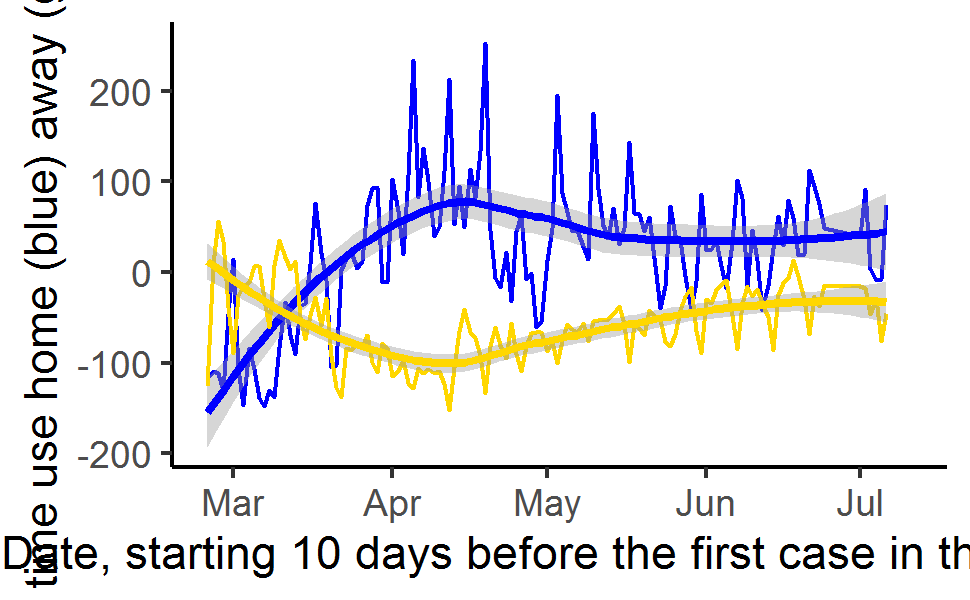 time use home (blue) away (
200
100
0
-100
-200
Mar Apr May Jun Jul
Date, starting 10 days before the first case in th